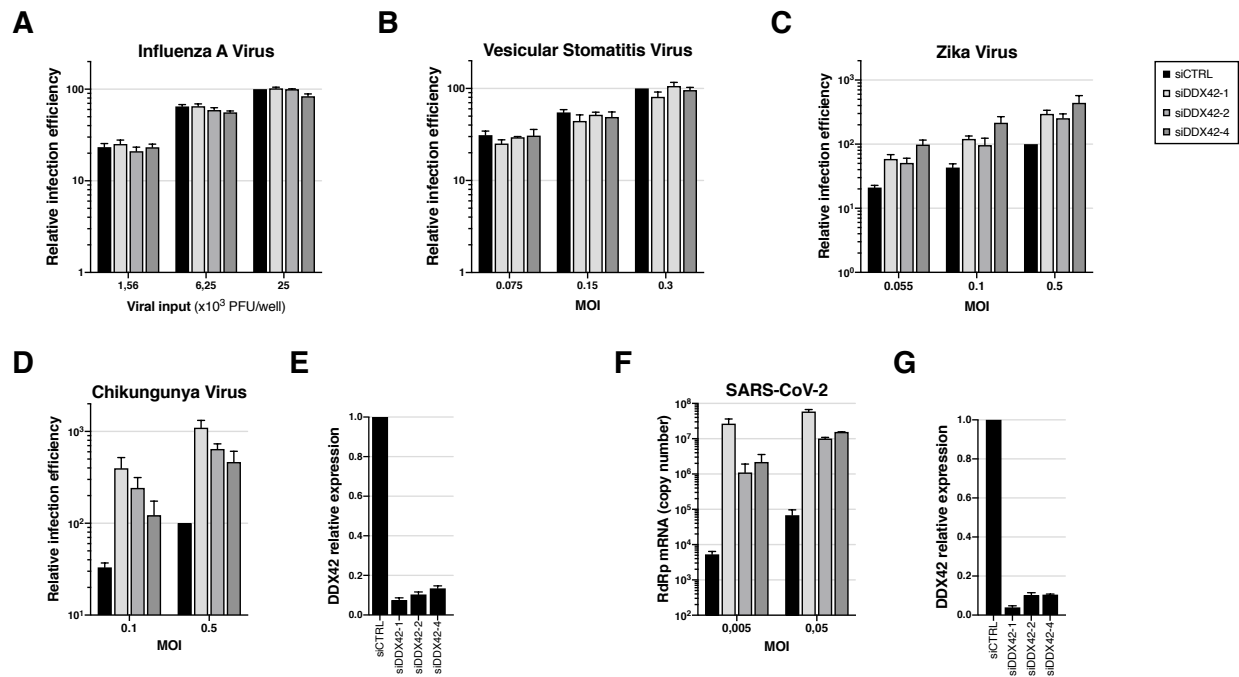 A
Influenza A Virus
Relative infection efficiency
100
10
1
1,56
6,25
25
Viral input (x10³ PFU/well)
B
Vesicular Stomatitis Virus
Relative infection efficiency
100
10
1
0.075
0.15
0.3
MOI
C
Zika Virus
Relative infection efficiency
10³
10²
10¹
10⁰
0.055
0.1
0.5
MOI
siCTRL
siDDX42-1
siDDX42-2
siDDX42-4
D
Chikungunya Virus
Relative infection efficiency
10³
10²
10¹
0.1
0.5
MOI
E
DDX42 relative expression
1.0
0.8
0.6
0.4
0.2
0.0
siCTRL
siDDX42-1
siDDX42-2
siDDX42-4
F
SARS-CoV-2
RdRp mRNA (copy number)
10⁸
10⁷
10⁶
10⁵
10⁴
10³
10²
0,005
0,05
MOI
G
DDX42 relative expression
1.0
0.8
0.6
0.4
0.2
0.0
siCTRL
siDDX42-1
siDDX42-2
siDDX42-4